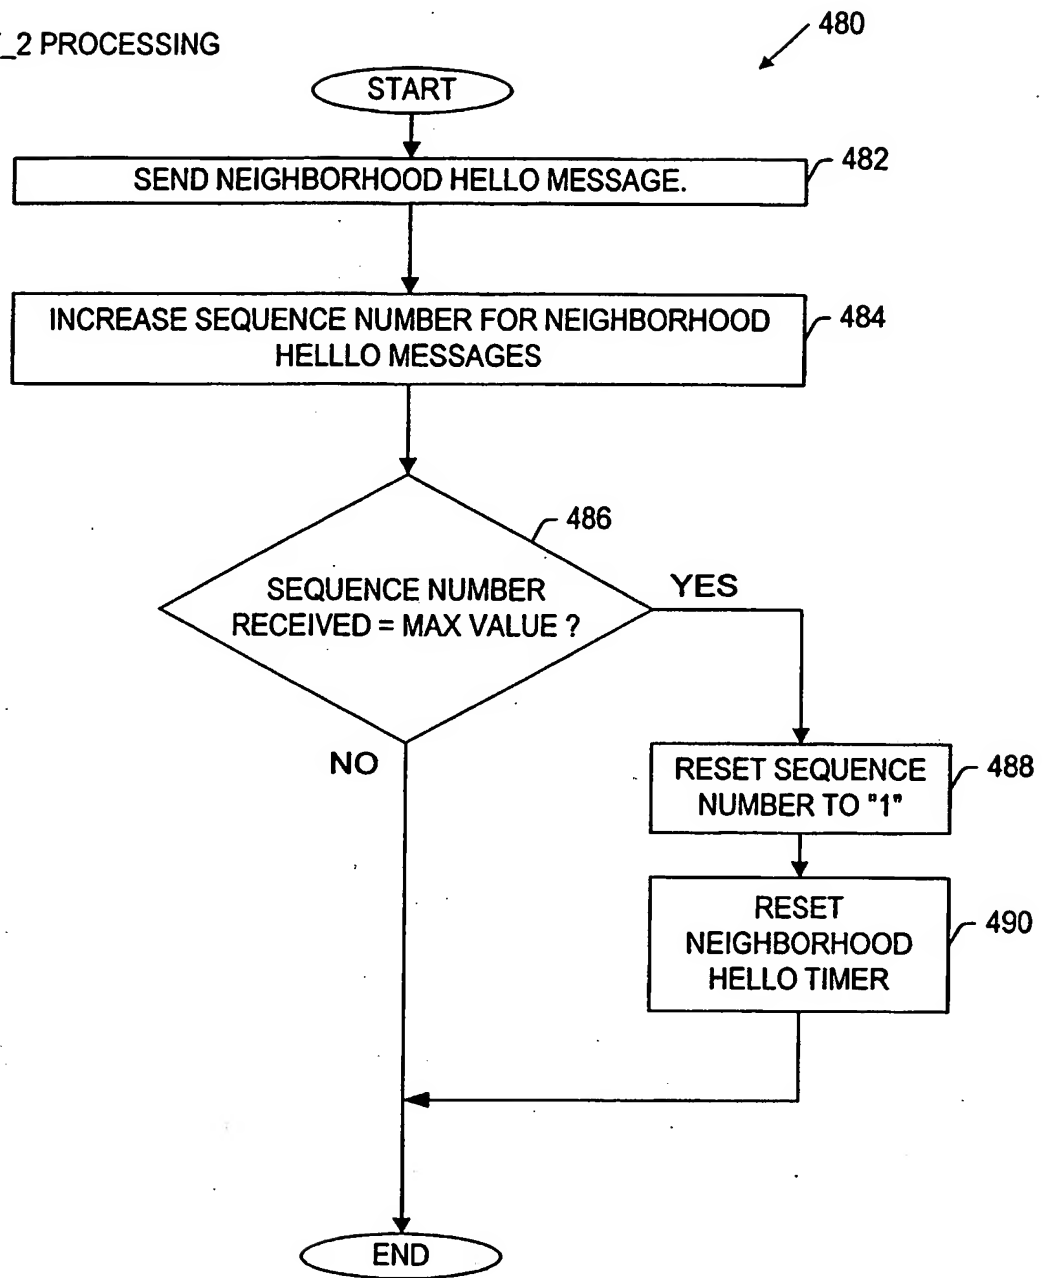 _2 PROCESSING
480
START
SEND NEIGHBORHOOD HELLO MESSAGE.
482
INCREASE SEQUENCE NUMBER FOR NEIGHBORHOOD
HELLLO MESSAGES
484
486
SEQUENCE NUMBER
RECEIVED = MAX VALUE ?
YES
NO
RESET SEQUENCE
NUMBER TO "1"
488
RESET
NEIGHBORHOOD
HELLO TIMER
490
END